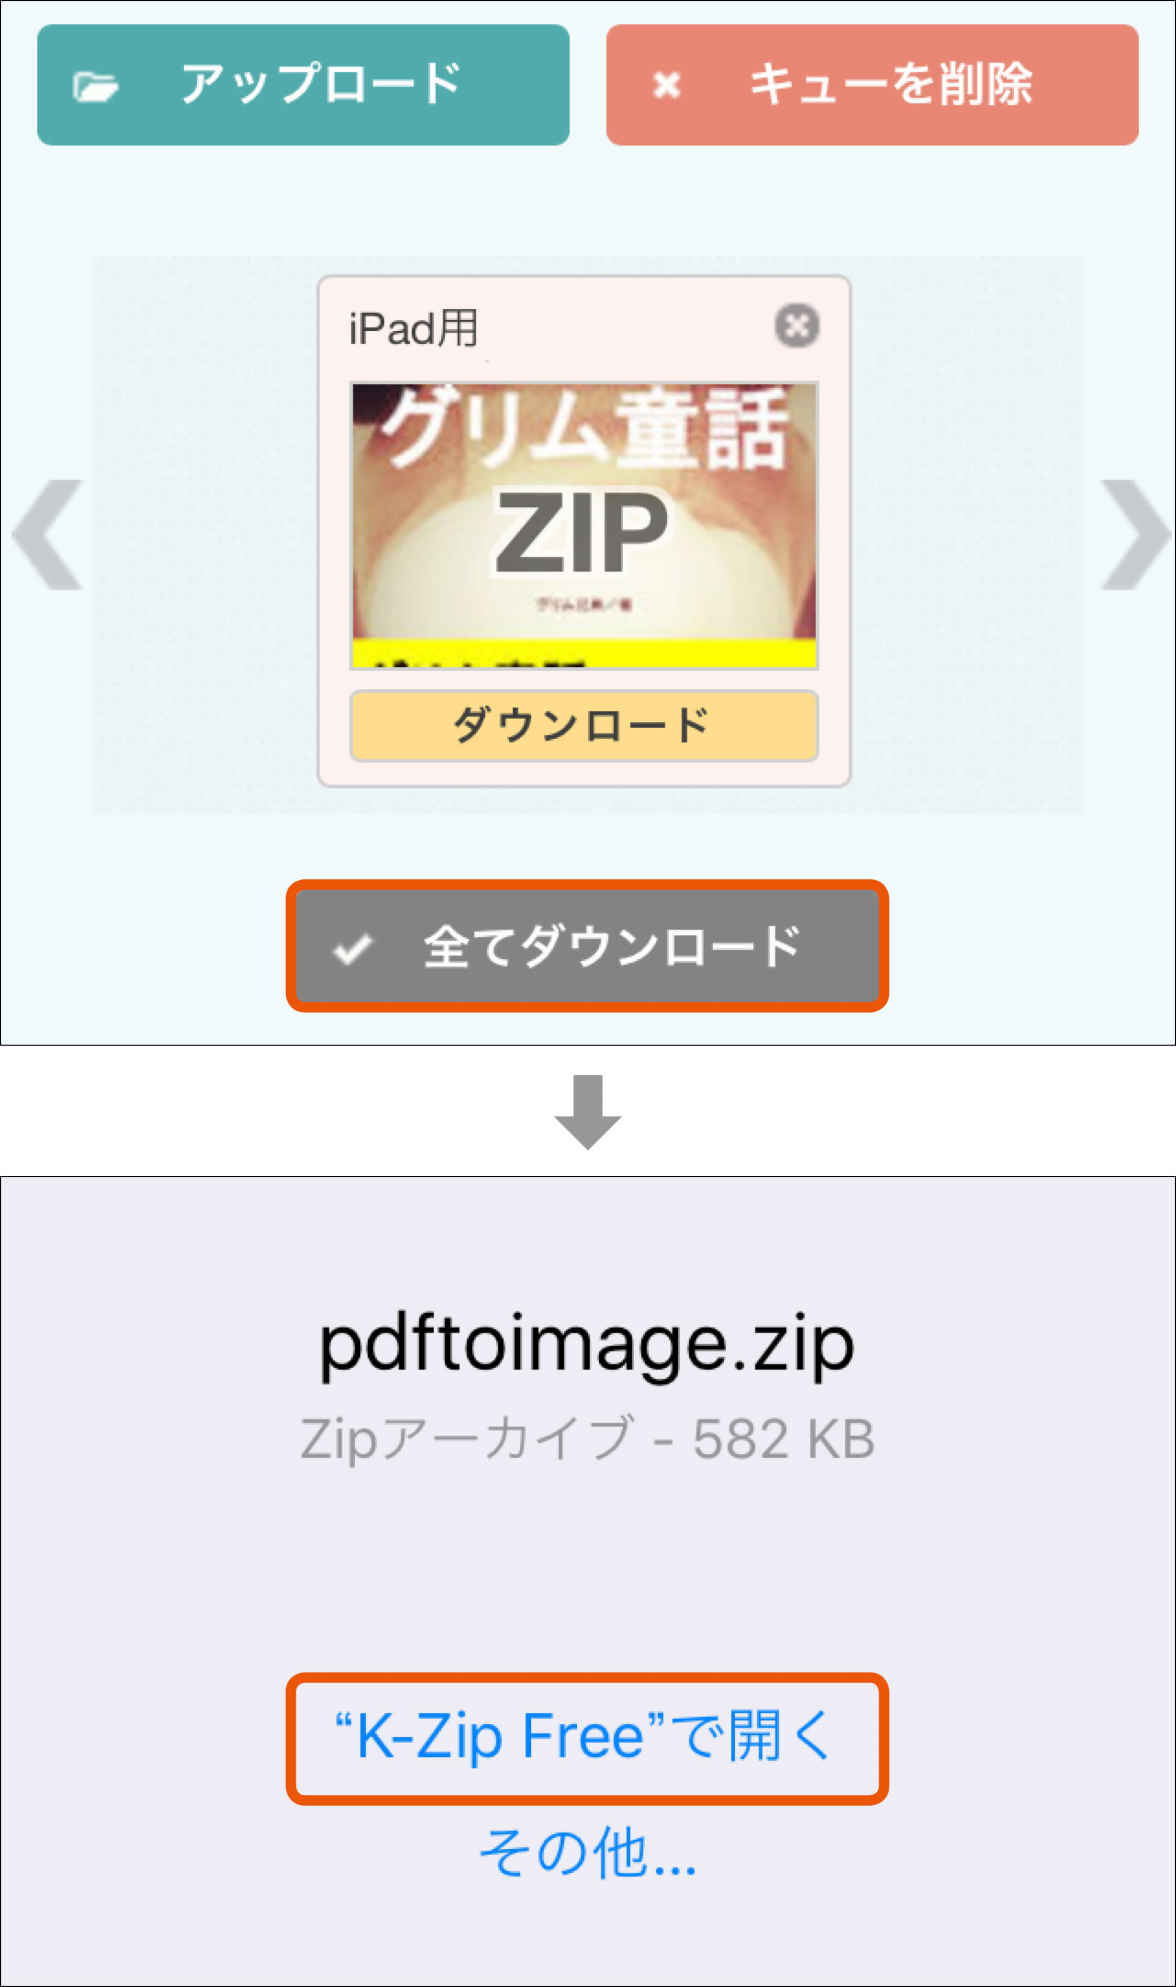 アップロード
キューを削除
iPad用
グリム童話
ZIP
ダウンロード
全てダウンロード
pdftoimage.zip
Zipアーカイブ - 582 KB
“K-Zip Free”で開く
その他...